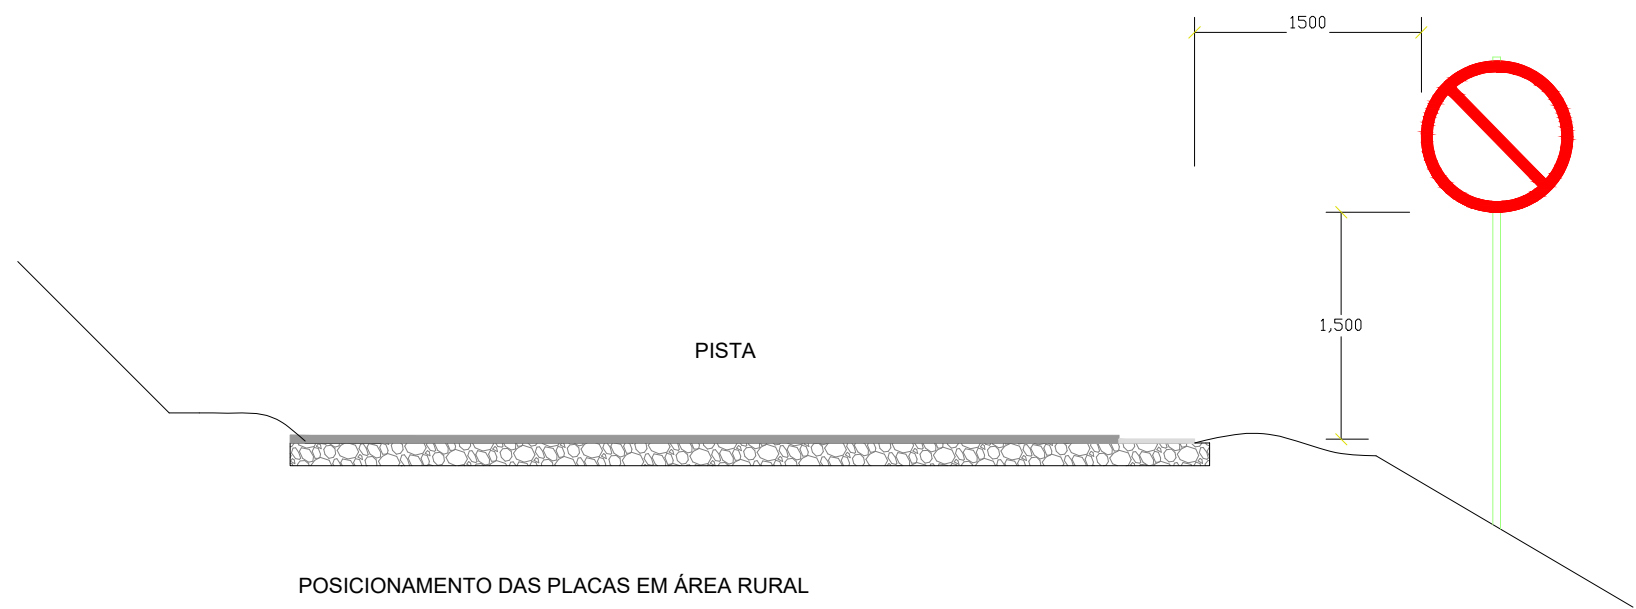 1500
1,500
PISTA
POSICIONAMENTO DAS PLACAS EM ÁREA RURAL